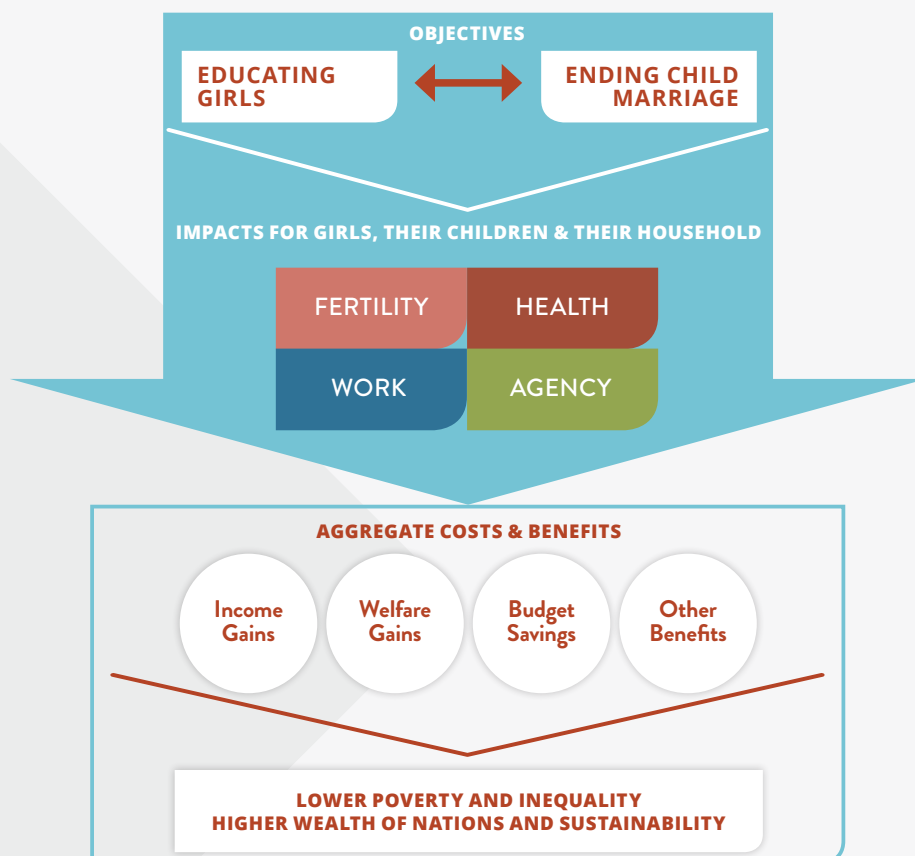 OBJECTIVES
EDUCATING
GIRLS
ENDING CHILD
MARRIAGE
IMPACTS FOR GIRLS, THEIR CHILDREN & THEIR HOUSEHOLD
FERTILITY
HEALTH
WORK
AGENCY
AGGREGATE COSTS & BENEFITS
Income
Gains
Welfare
Gains
Budget
Savings
Other
Benefits
LOWER POVERTY AND INEQUALITY
HIGHER WEALTH OF NATIONS AND SUSTAINABILITY